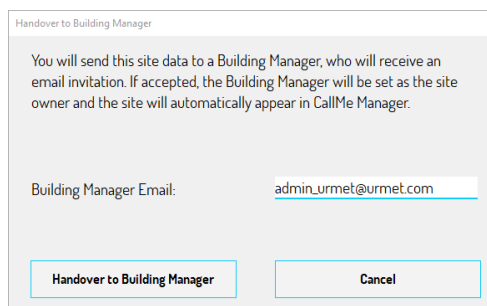 Handover to Building Manager
You will send this site data to a Building Manager, who will receive an
email invitation. If accepted, the Building Manager will be set as the site
owner and the site will automatically appear in CallMe Manager.
Building Manager Email: admin_urmet@urmet.com
Handover to Building Manager Cancel